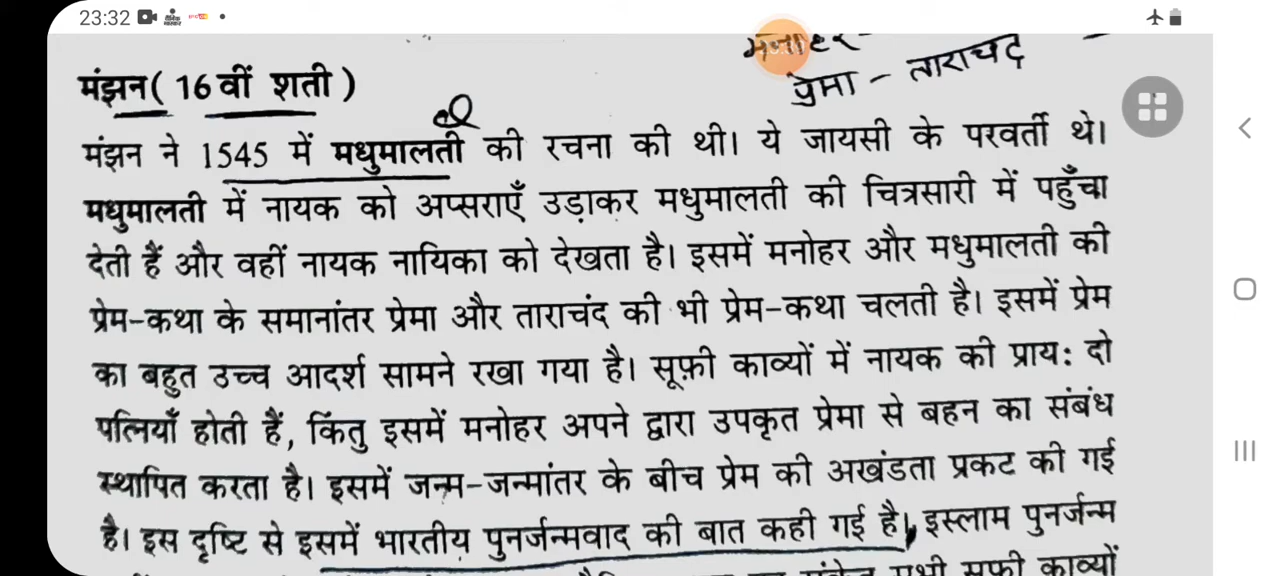 23:32
प्रेमा - ताराचंद
मंझन( 16वीं शती )
मंझन ने 1545 में मधुमालती की रचना की थी। ये जायसी के परवर्ती थे।
मधुमालती में नायक को अप्सराएँ उड़ाकर मधुमालती की चित्रसारी में पहुँचा
देती हैं और वहीं नायक नायिका को देखता है। इसमें मनोहर और मधुमालती की
प्रेम-कथा के समानांतर प्रेमा और ताराचंद की भी प्रेम-कथा चलती है। इसमें प्रेम
का बहुत उच्च आदर्श सामने रखा गया है। सूफ़ी काव्यों में नायक की प्राय: दो
पत्नियाँ होती हैं, किंतु इसमें मनोहर अपने द्वारा उपकृत प्रेमा से बहन का संबंध
स्थापित करता है। इसमें जन्म-जन्मांतर के बीच प्रेम की अखंडता प्रकट की गई
है। इस दृष्टि से इसमें भारतीय पुनर्जन्मवाद की बात कही गई है। इस्लाम पुनर्जन्म
सभी सूफ़ी काव्यों